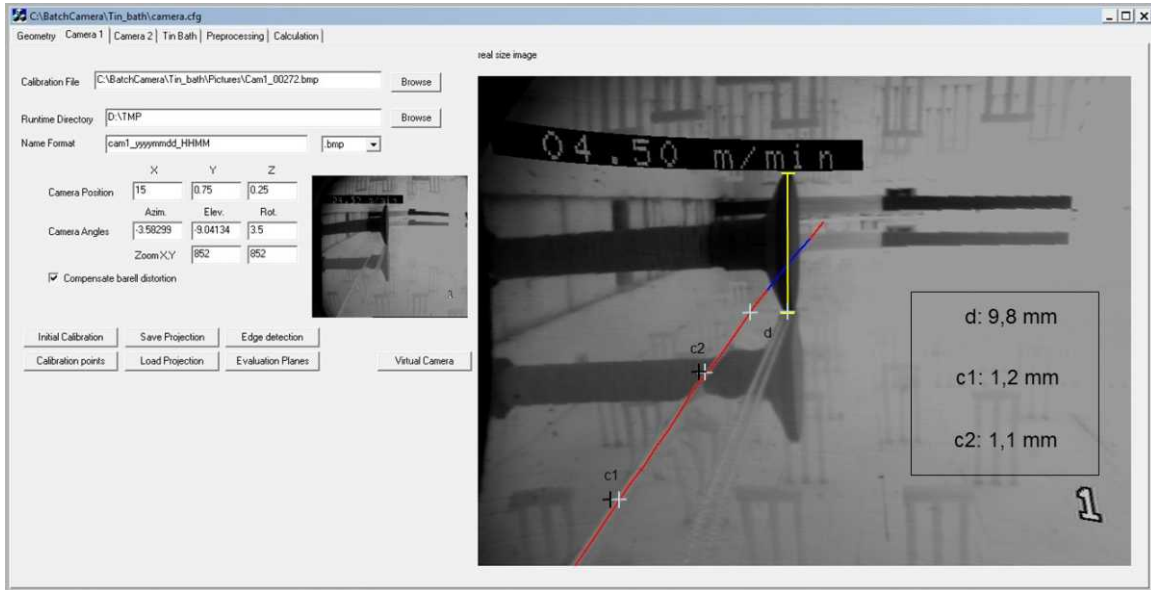 C:\BatchCamera\Tin_bath\camera.cfg
Geometry Camera 1 Camera 2 Tin Bath Preprocessing Calculation
real size image
Calibration File C:\BatchCamera\Tin_bath\Pictures\Cam1_00272.bmp Browse
Runtime Directory D:\TMP Browse
Name Format cam1_yyyymmdd_HHMM .bmp
X Y Z
Camera Position 15 0.75 0.25
Azim. Elev. Rot.
Camera Angles -3.58299 -9.04134 3.5
Zoom X,Y 852 852
Compensate barell distortion
Initial Calibration Save Projection Edge detection
Calibration points Load Projection Evaluation Planes Virtual Camera
04.50 m/min
d
c2
c1
d: 9,8 mm
c1: 1,2 mm
c2: 1,1 mm
1